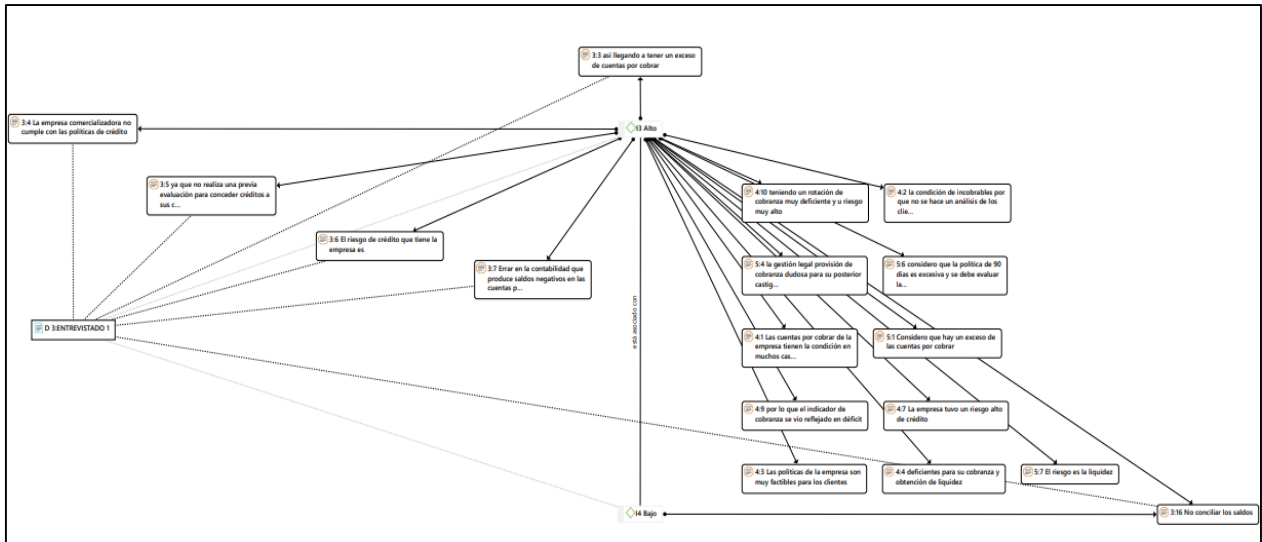 3:3 así llegando a tener un exceso
de cuentas por cobrar
3:4 La empresa comercializadora no
cumple con las políticas de crédito
I3 Alto
3:5 ya que no realiza una previa
evaluación para conceder créditos a
sus c...
4:10 teniendo un rotación de
cobranza muy deficiente y u riesgo
muy alto
4:2 la condición de incobrables por
que no se hace un análisis de los
clie...
3:6 El riesgo de crédito que tiene la
empresa es
3:7 Errar en la contabilidad que
produce saldos negativos en las
cuentas p...
5:4 la gestión legal provisión de
cobranza dudosa para su posterior
castig...
5:6 considero que la política de 90
días es excesiva y se debe evaluar
la...
D 3:ENTREVISTADO 1
está asociado con
4:1 Las cuentas por cobrar de la
empresa tienen la condición en
muchos cas...
5:1 Considero que hay un exceso de
las cuentas por cobrar
4:9 por lo que el indicador de
cobranza se vio reflejado en déficit
4:7 La empresa tuvo un riesgo alto
de crédito
4:3 Las políticas de la empresa son
muy factibles para los clientes
4:4 deficientes para su cobranza y
obtención de liquidez
5:7 El riesgo es la liquidez
I4 Bajo
3:16 No conciliar los saldos